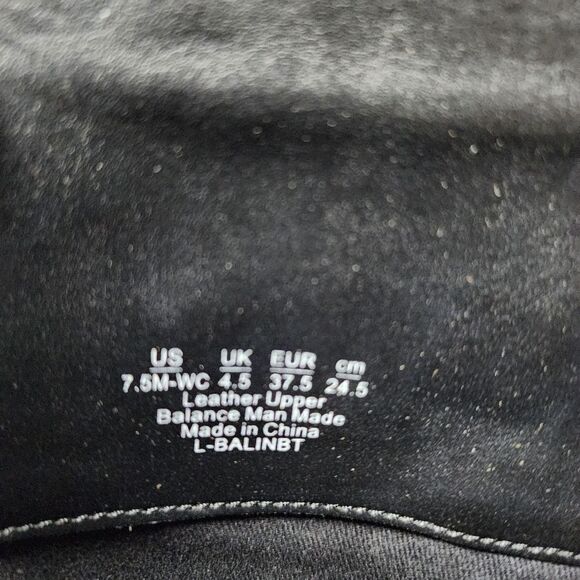 US UK EUR cm
7.5M-WC 4.5 37.5 24.5
Leather Upper
Balance Man Made
Made in China
L-BALINBT